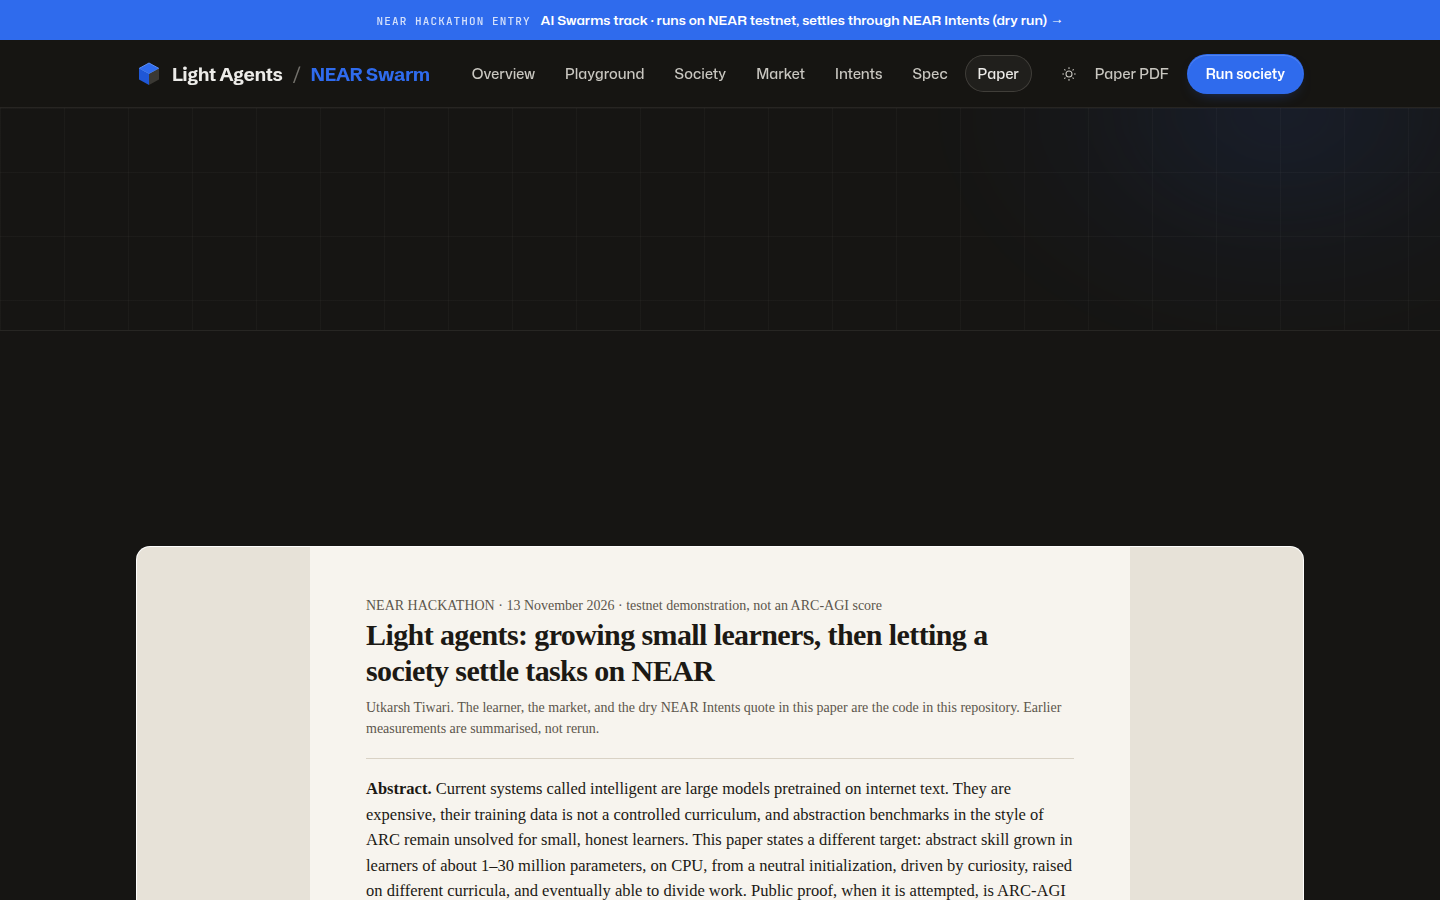 NEAR HACKATHON ENTRY AI Swarms track · runs on NEAR testnet, settles through NEAR Intents (dry run) →
Light Agents / NEAR Swarm Overview Playground Society Market Intents Spec Paper Paper PDF Run society
NEAR HACKATHON · 13 November 2026 · testnet demonstration, not an ARC-AGI score
Light agents: growing small learners, then letting a
society settle tasks on NEAR
Utkarsh Tiwari. The learner, the market, and the dry NEAR Intents quote in this paper are the code in this repository. Earlier
measurements are summarised, not rerun.
Abstract. Current systems called intelligent are large models pretrained on internet text. They are
expensive, their training data is not a controlled curriculum, and abstraction benchmarks in the style of
ARC remain unsolved for small, honest learners. This paper states a different target: abstract skill grown in
learners of about 1–30 million parameters, on CPU, from a neutral initialization, driven by curiosity, raised
on different curricula, and eventually able to divide work. Public proof, when it is attempted, is ARC-AGI